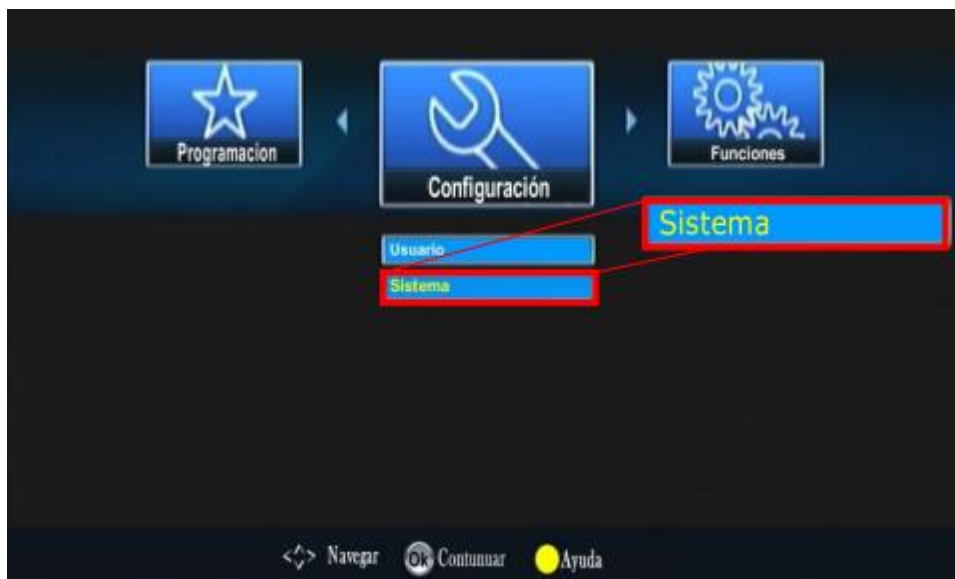 Programacion
Configuración
Funciones
Sistema
Usuario
Sistema
Navegar Ok Contunuar Ayuda